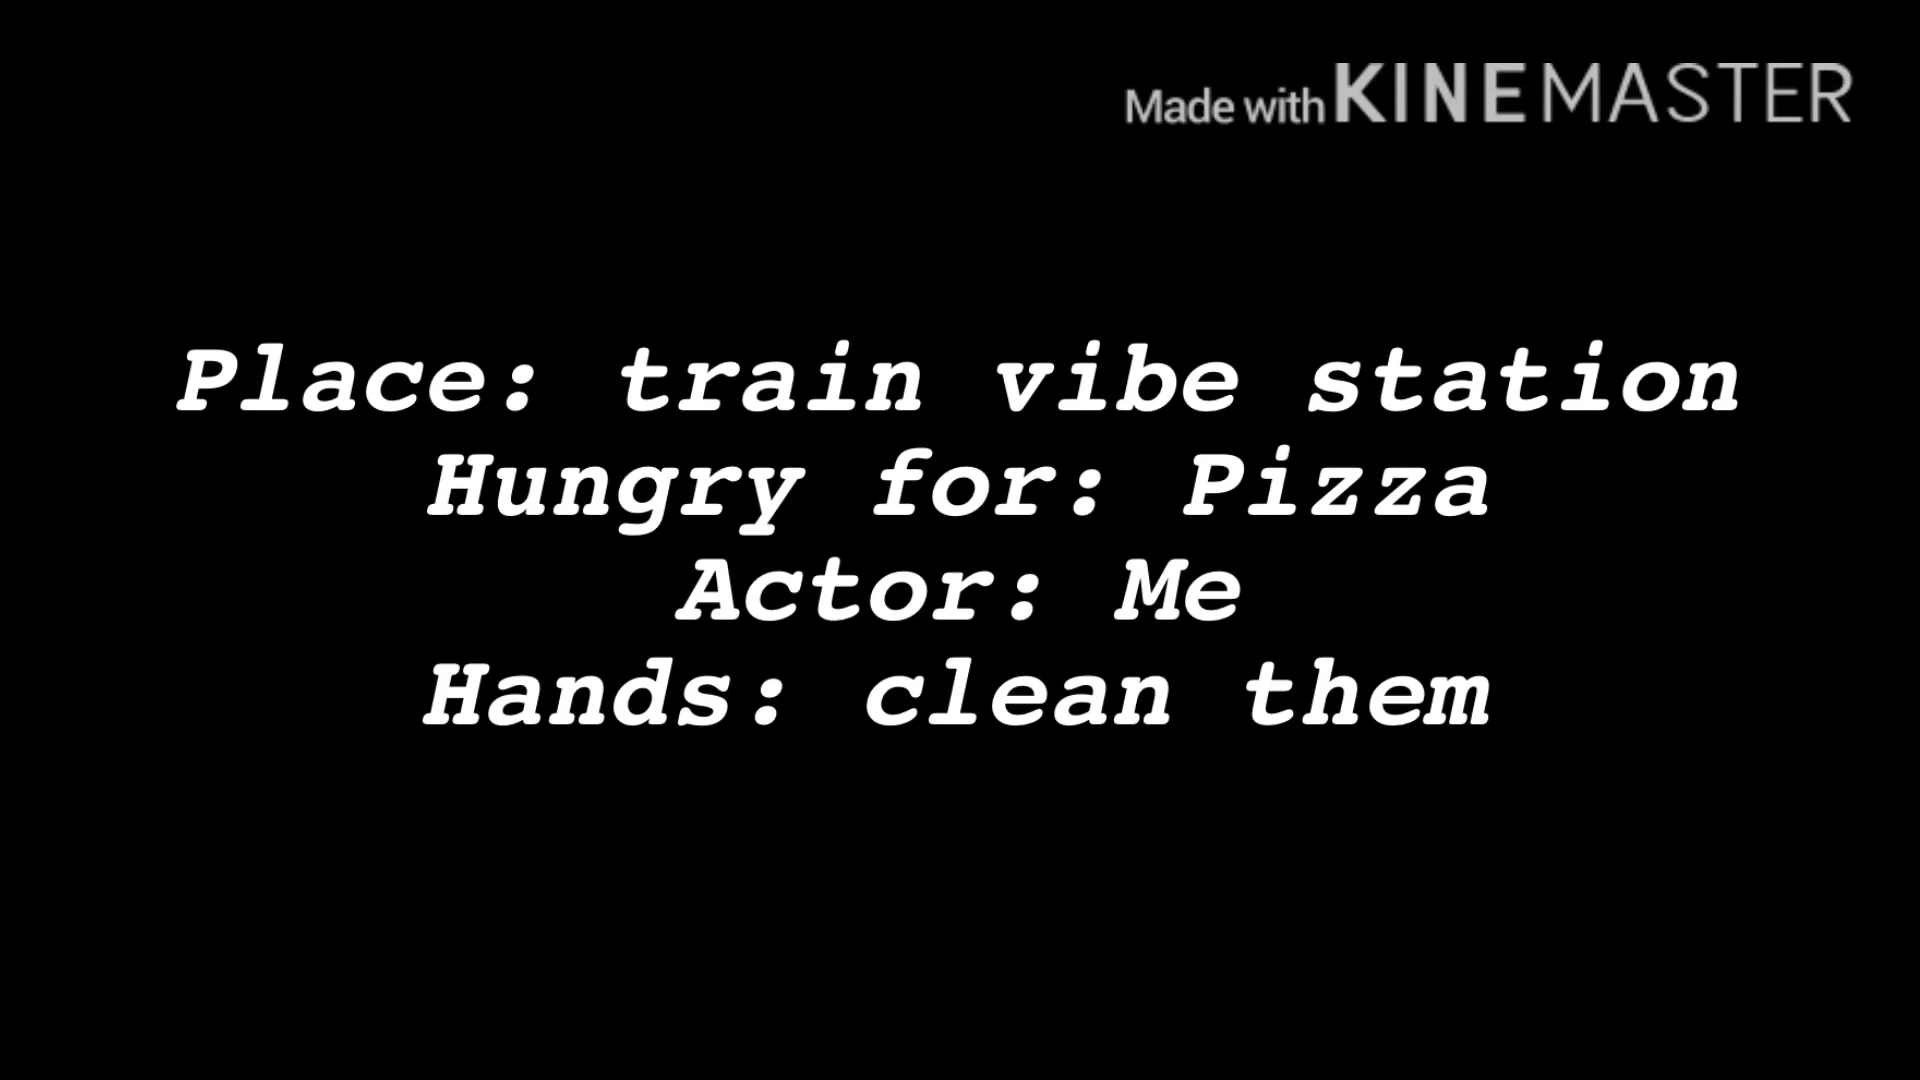 Made with KINEMASTER
Place: train vibe station
Hungry for: Pizza
Actor: Me
Hands: clean them